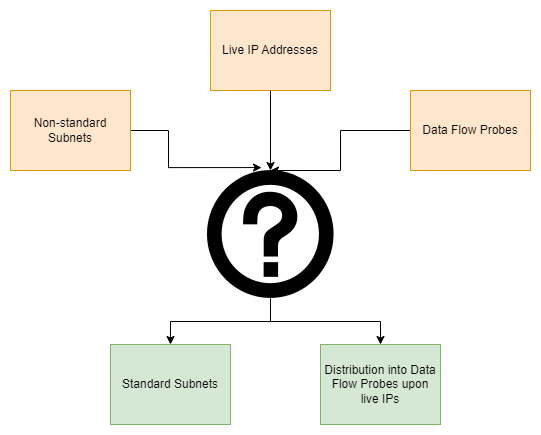 Live IP Addresses
Non-standard
Subnets
Data Flow Probes
?
Standard Subnets
Distribution into Data
Flow Probes upon
live IPs